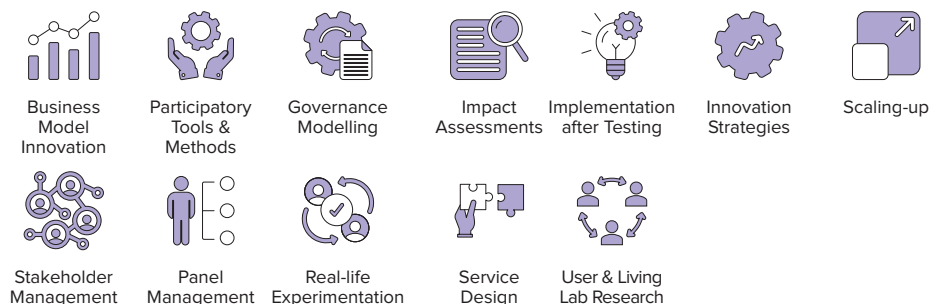 Business
Model
Innovation
Participatory
Tools &
Methods
Governance
Modelling
Impact
Assessments
Implementation
after Testing
Innovation
Strategies
Scaling-up
Stakeholder
Management
Panel
Management
Real-life
Experimentation
Service
Design
User & Living
Lab Research